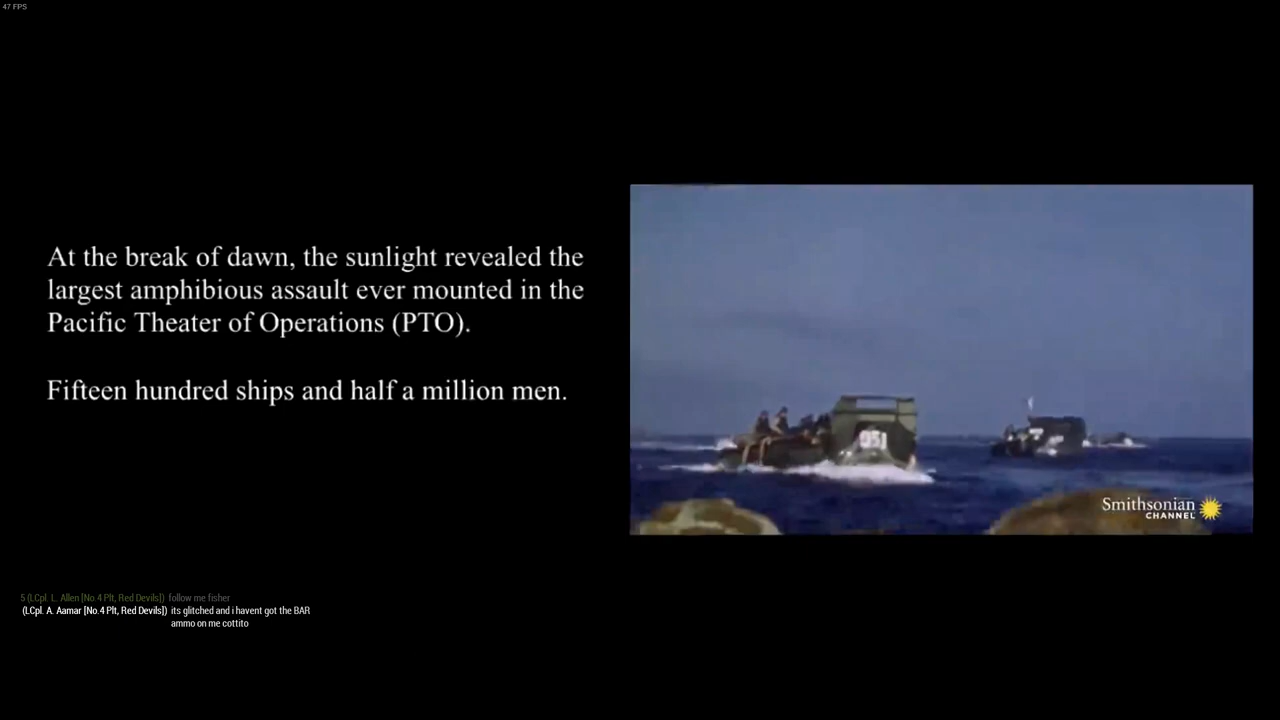 47 FPS
At the break of dawn, the sunlight revealed the
largest amphibious assault ever mounted in the
Pacific Theater of Operations (PTO).
Fifteen hundred ships and half a million men.
951
Smithsonian
CHANNEL
5 (LCpl. L. Allen [No.4 Plt, Red Devils]) follow me fisher
(LCpl. A. Aamar [No.4 Plt, Red Devils]) its glitched and i havent got the BAR
ammo on me cottito